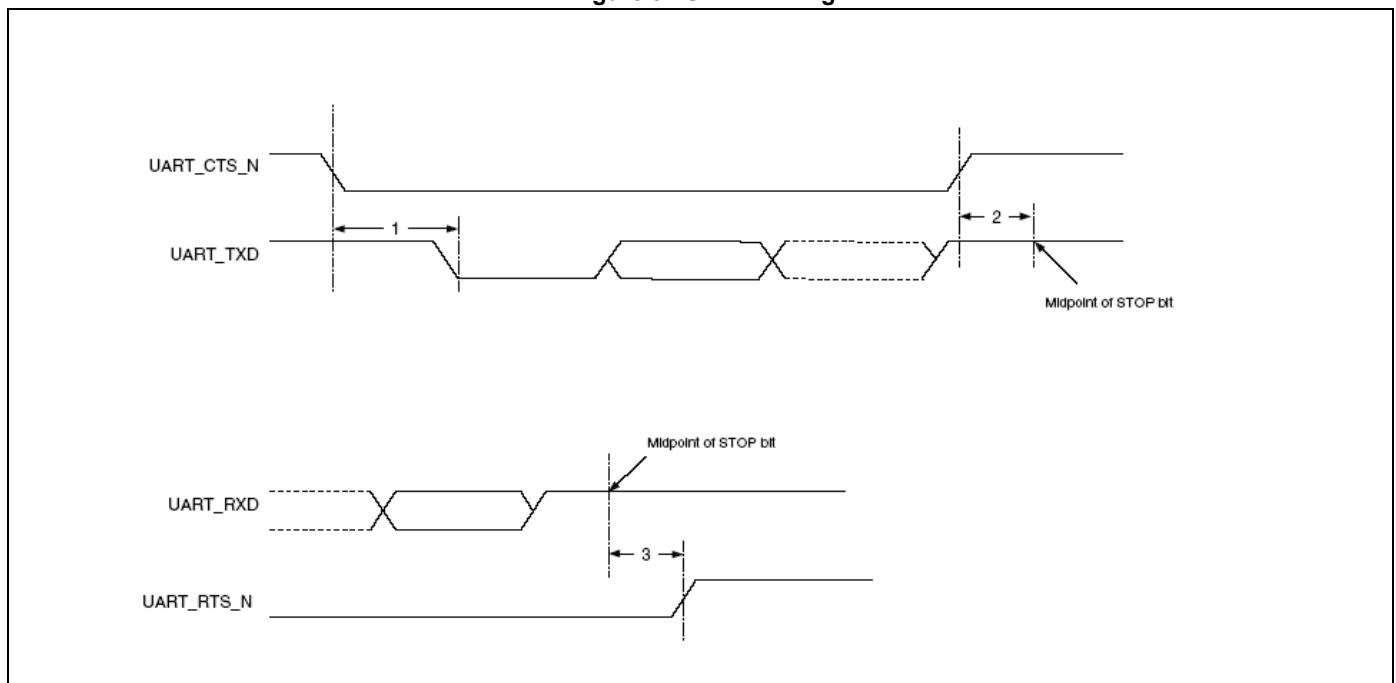 UART_CTS_N
1
2
UART_TXD
Midpoint of STOP bit
Midpoint of STOP bit
UART_RXD
3
UART_RTS_N